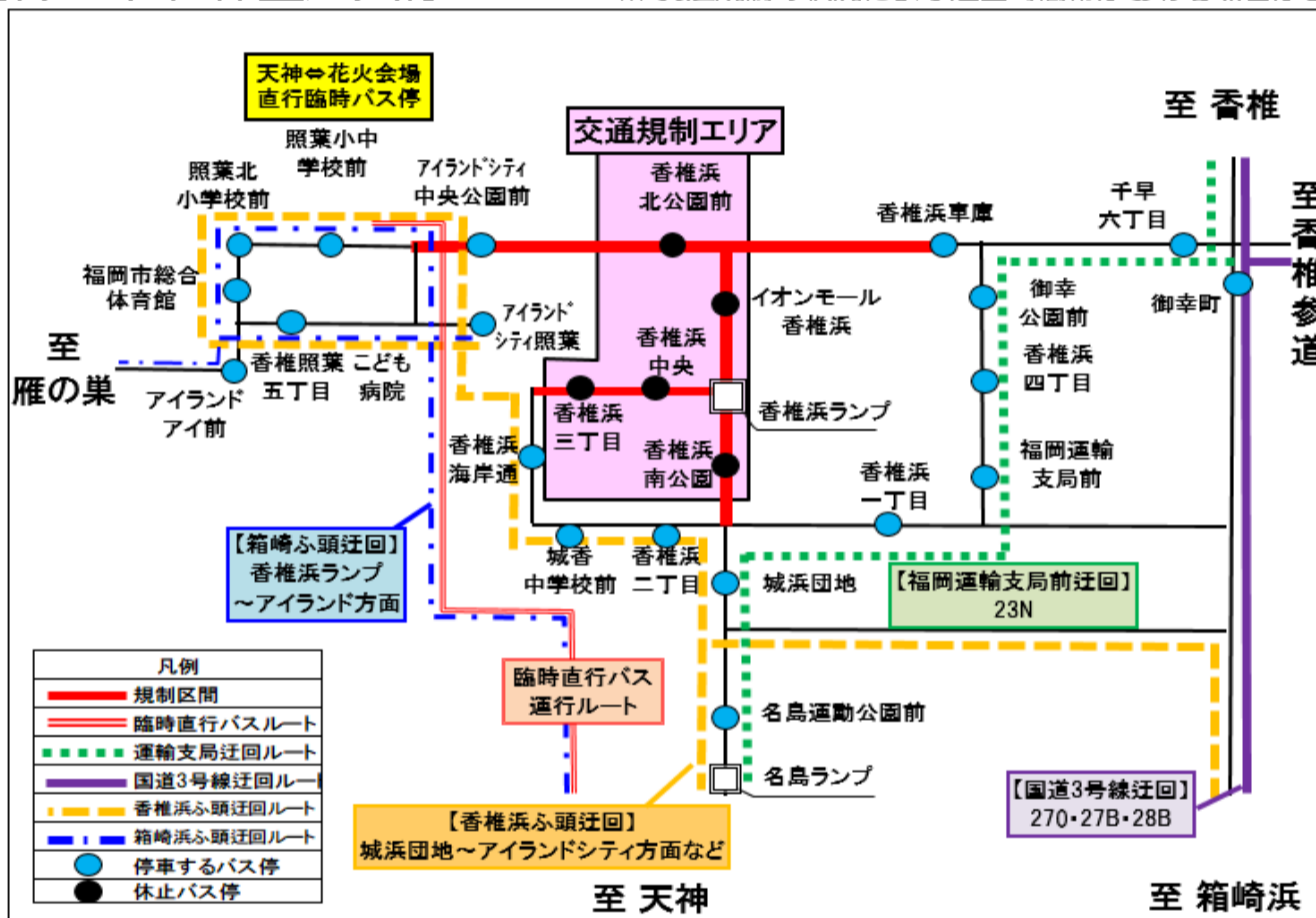 天神⇔花火会場
直行臨時バス停
交通規制エリア
至 香椎
照葉小中
学校前
照葉北
小学校前
アイランドシティ
中央公園前
香椎浜
北公園前
香椎浜車庫
千早
六丁目
至
香
椎
参
道
福岡市総合
体育館
アイランド
シティ照葉
イオンモール
香椎浜
御幸
公園前
御幸町
至
雁の巣
香椎照葉
五丁目
こども
病院
香椎浜
中央
香椎浜
四丁目
アイランド
アイ前
香椎浜
三丁目
香椎浜ランプ
香椎浜
海岸通
香椎浜
南公園
香椎浜
一丁目
福岡運輸
支局前
【箱崎ふ頭迂回】
香椎浜ランプ
～アイランド方面
城香
中学校前
香椎浜
二丁目
城浜団地
【福岡運輸支局前迂回】
23N
臨時直行バス
運行ルート
名島運動公園前
名島ランプ
【香椎浜ふ頭迂回】
城浜団地～アイランドシティ方面など
【国道3号線迂回】
270・27B・28B
凡例
規制区間
臨時直行バスルート
運輸支局迂回ルート
国道3号線迂回ルート
香椎浜ふ頭迂回ルート
箱崎浜ふ頭迂回ルート
停車するバス停
休止バス停
至 天神
至 箱崎浜